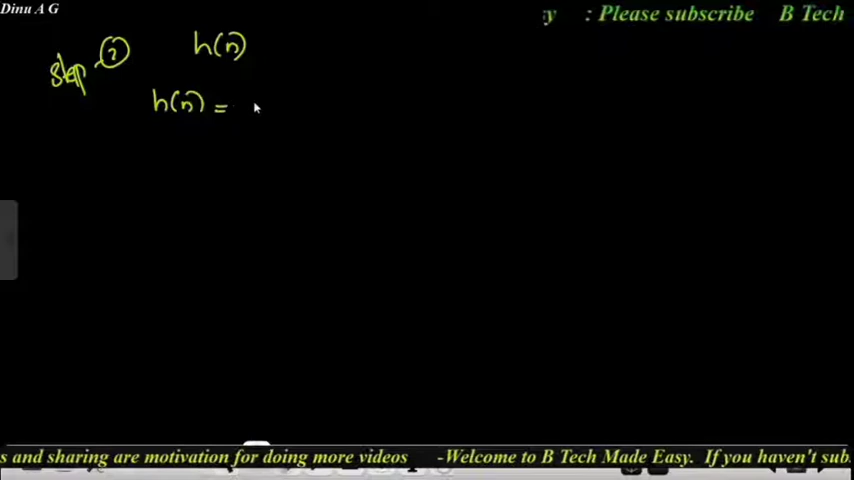 Dinu A G
y : Please subscribe B Tech
step - ② h(n)
h(n) =
s and sharing are motivation for doing more videos -Welcome to B Tech Made Easy. If you haven't sub